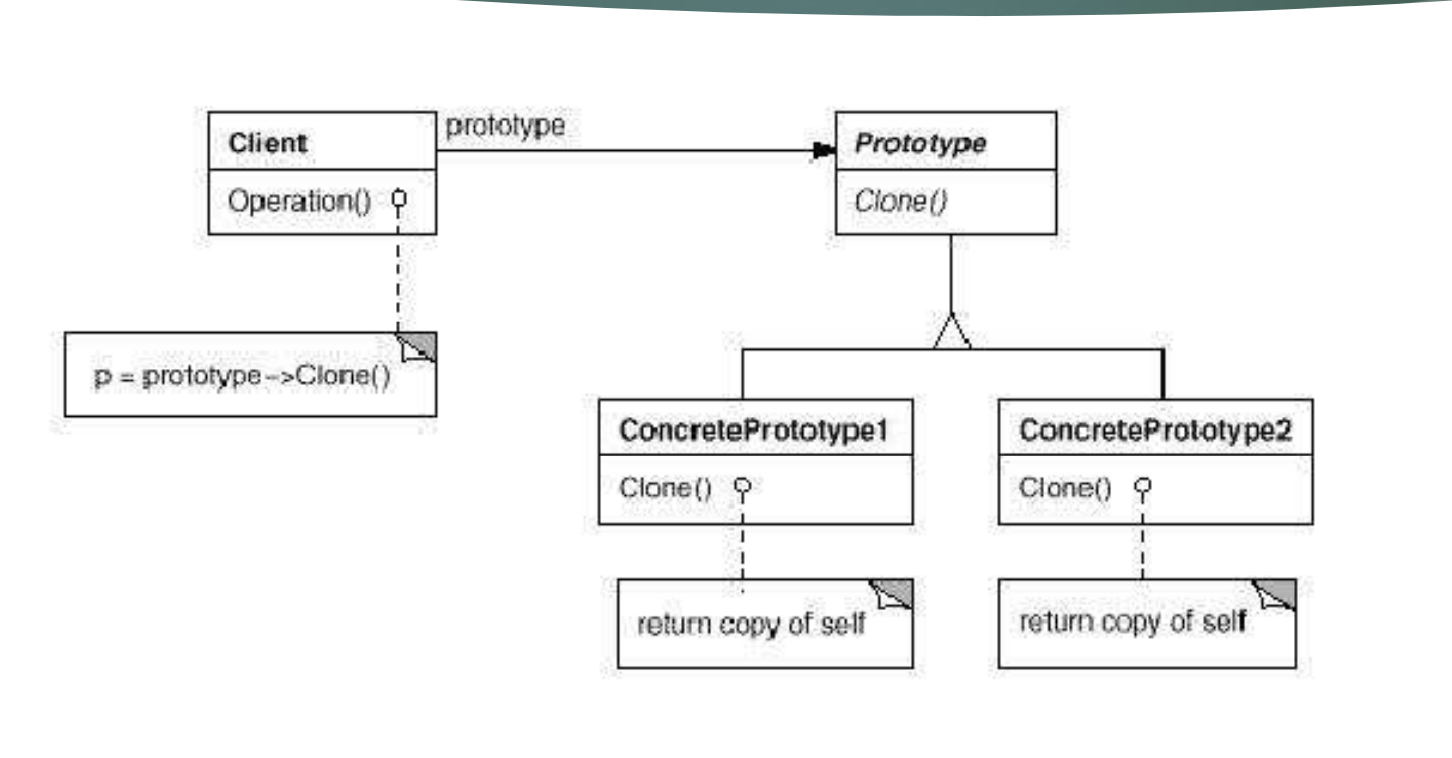 Client
Operation()
prototype
Prototype
Clone()
p = prototype->Clone()
ConcretePrototype1
Clone()
ConcretePrototype2
Clone()
return copy of self
return copy of self